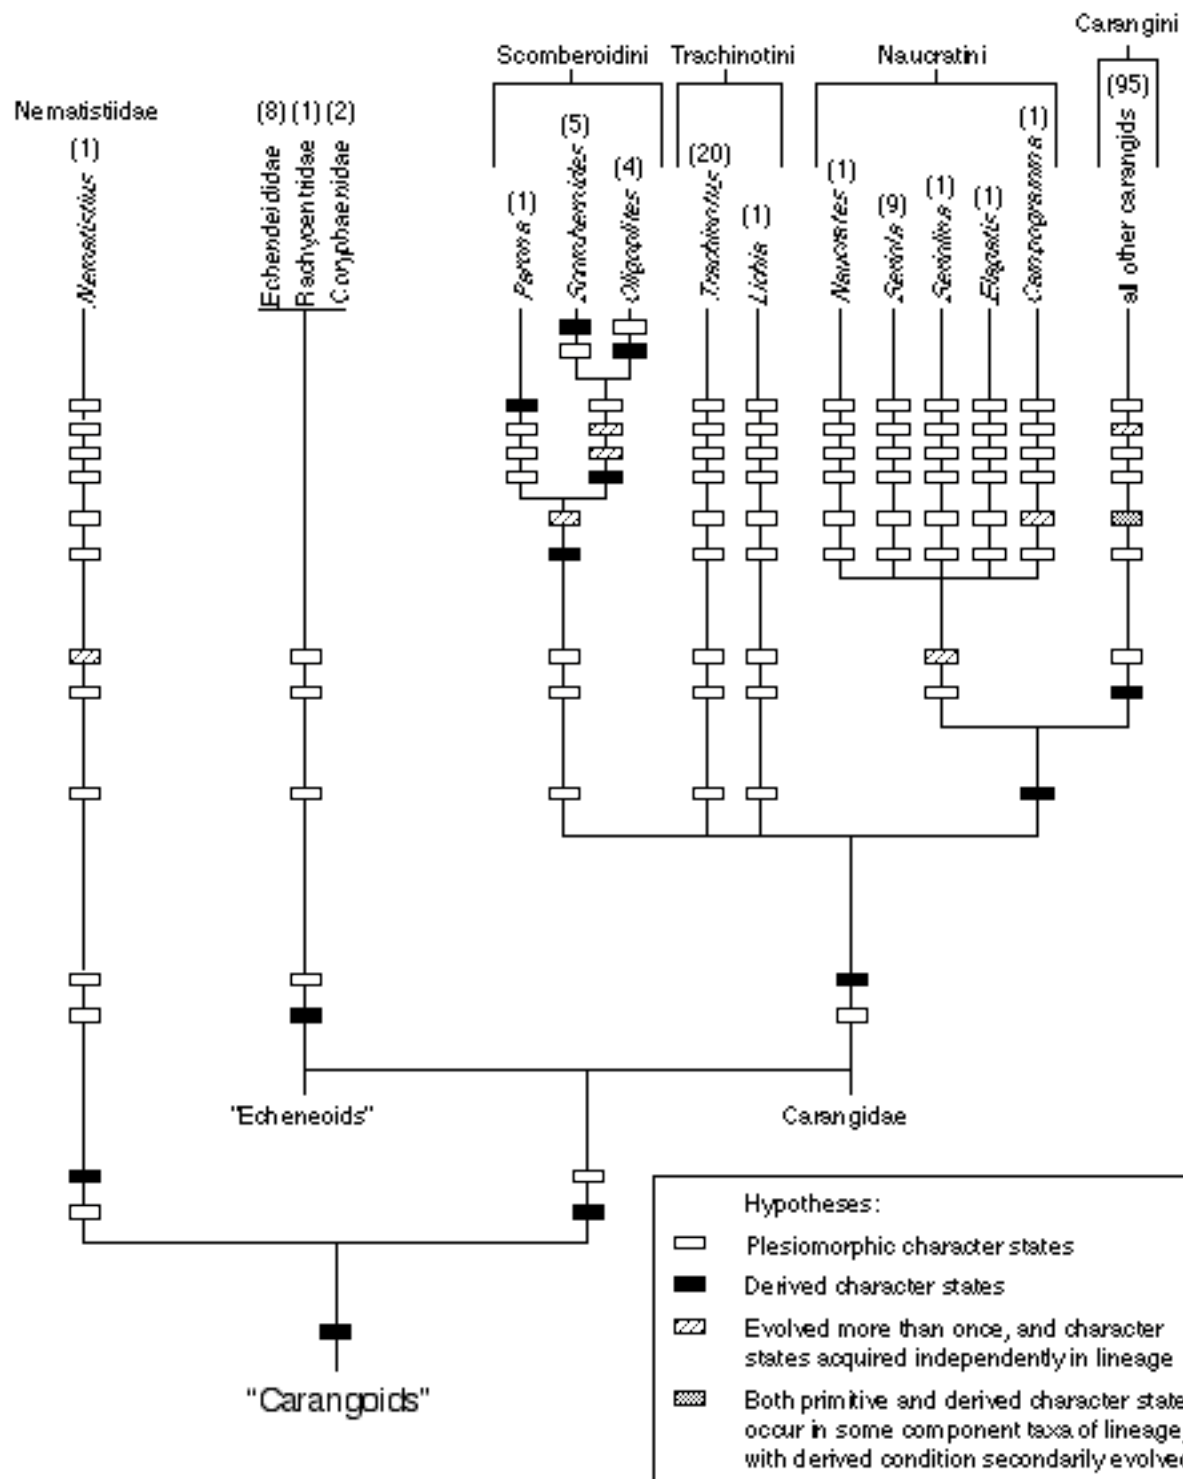 Carangini
Scomberoidini
Trachinotini
Naucratini
(95)
Nematistiidae
(8) (1) (2)
(5)
(1)
(1)
(4)
(20)
(1)
(1)
(1)
(1)
(9)
(1)
(1)
Nematistius
Echendeididae
Rachycentridae
Coryphaenidae
Parona
Scomberoides
Oligoplites
Trachinotus
Lichia
Naucrates
Seriola
Seriolina
Elagatis
Campogramma
all other carangids
"Echeneoids"
Carangidae
Hypotheses:
Plesiomorphic character states
Derived character states
Evolved more than once, and character
states acquired independently in lineage
Both primitive and derived character state
occur in some component taxa of lineage,
with derived condition secondarily evolved
"Carangoids"